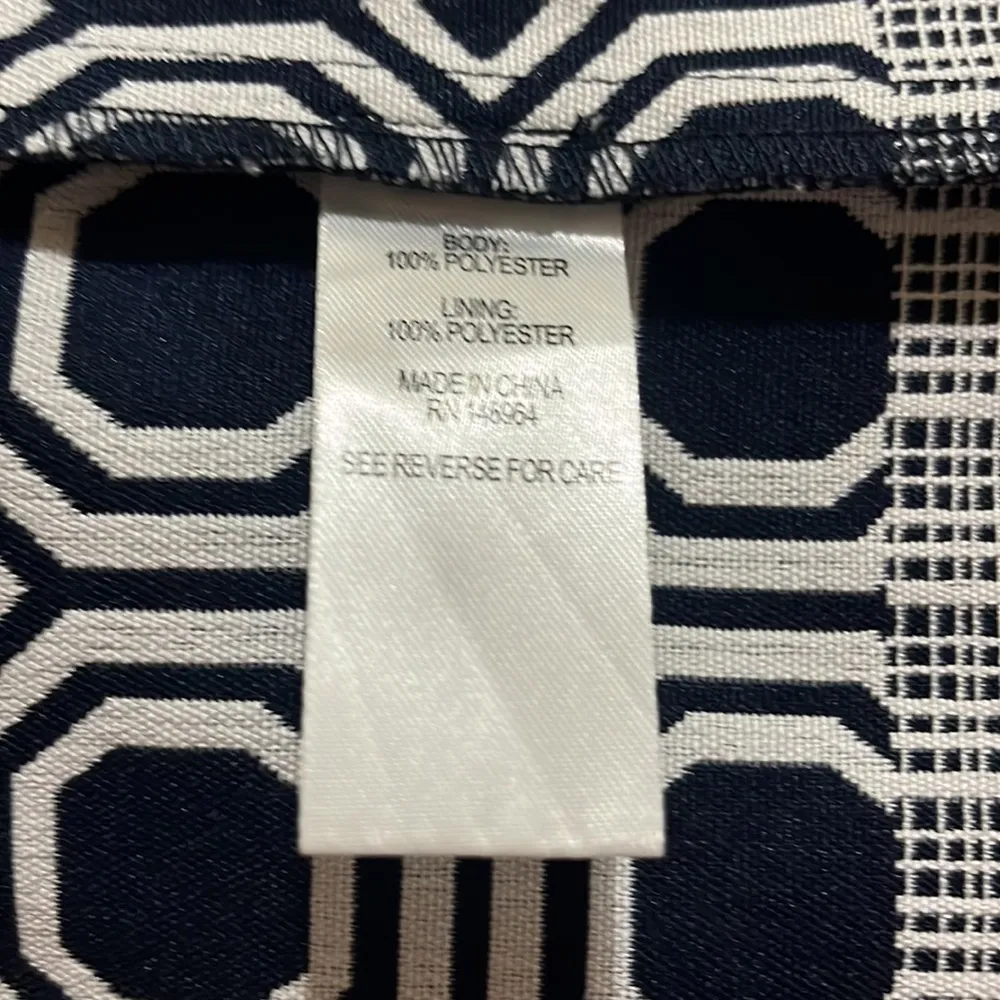 BODY:
100% POLYESTER
LINING:
100% POLYESTER
MADE IN CHINA
RN 146964
SEE REVERSE FOR CARE